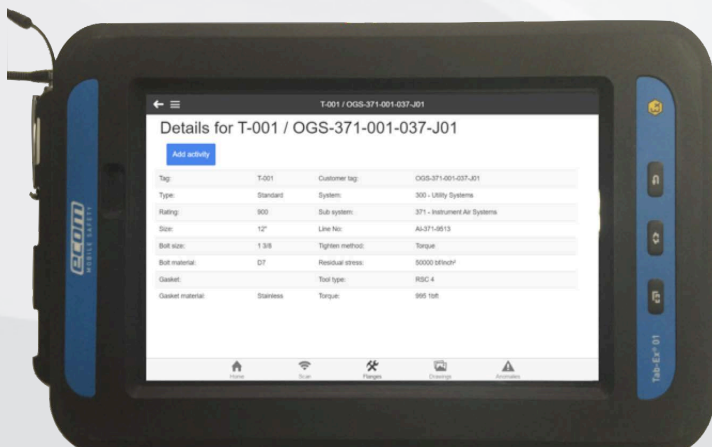 T-001 / OGS-371-001-037-J01
Details for T-001 / OGS-371-001-037-J01
Add activity
Tag: T-001 Customer tag: OGS-371-001-037-J01
Type: Standard System: 300 - Utility Systems
Rating: 900 Sub system: 371 - Instrument Air Systems
Size: 12" Line No: AI-371-9513
Bolt size: 1 3/8 Tighten method: Torque
Bolt material: D7 Residual stress: 50000 bf/inch²
Gasket: Tool type: RSC 4
Gasket material: Stainless Torque: 995 1bft
Home Scan Flanges Drawings Anomalies
ecom
MOBILE SAFETY
Tab-Ex® 01